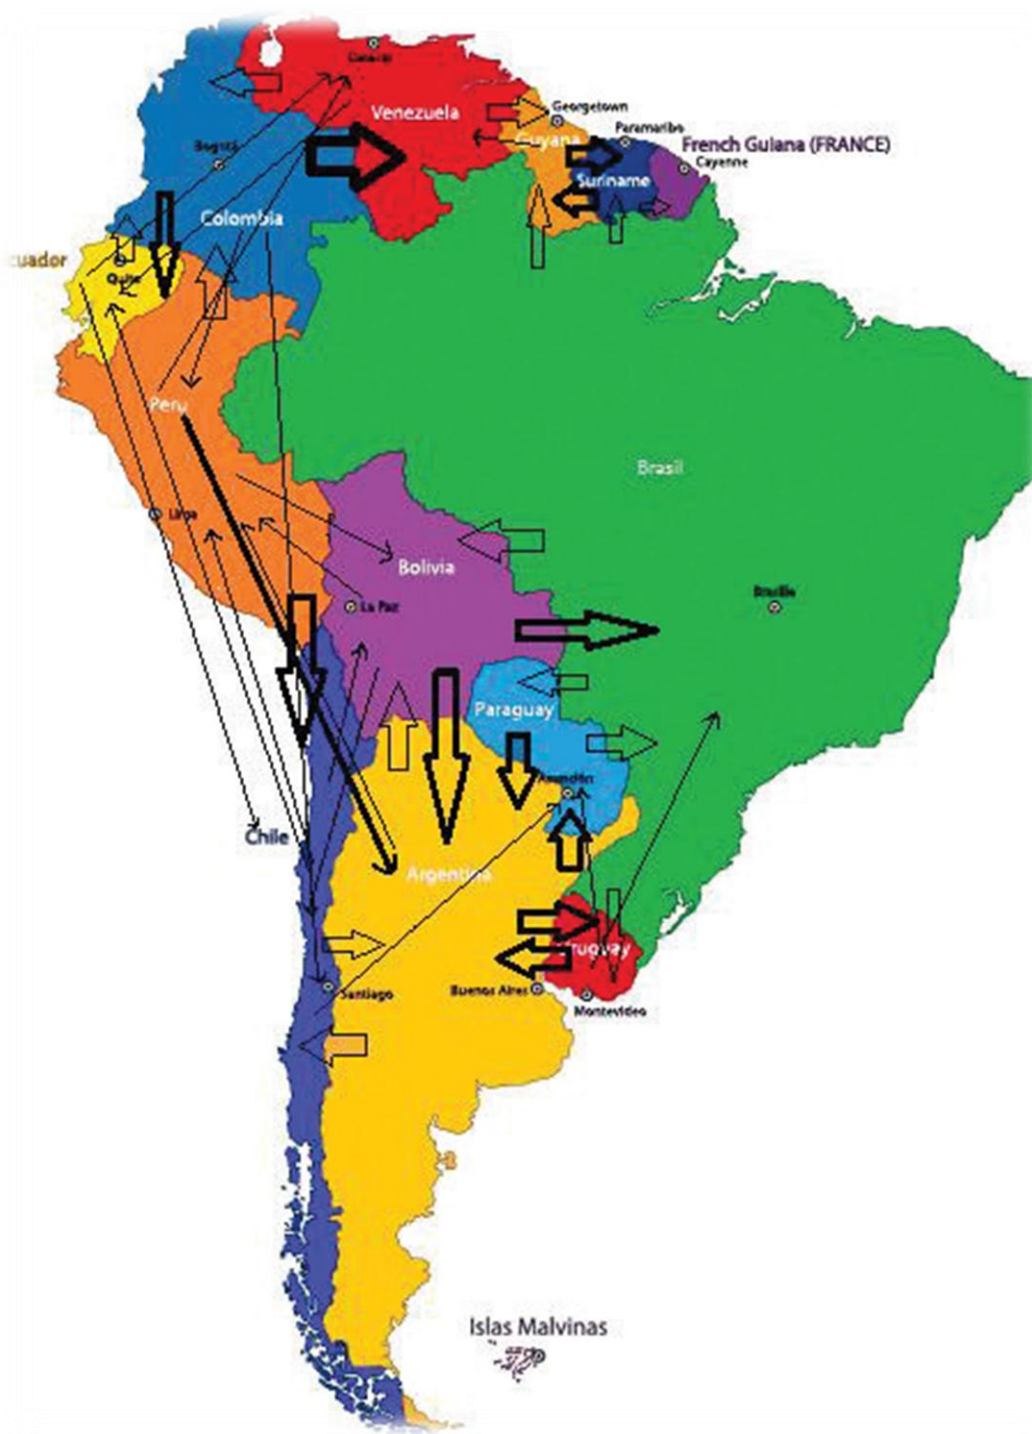 Caracas
Venezuela
Georgetown
Guyana
Paramaribo
French Guiana (FRANCE)
Cayenne
Suriname
Bogotá
Colombia
cuador
Quito
Peru
Brasil
Lima
Bolivia
La Paz
Brasilia
Paraguay
Asunción
Chile
Argentina
Uruguay
Santiago
Buenos Aires
Montevideo
Islas Malvinas